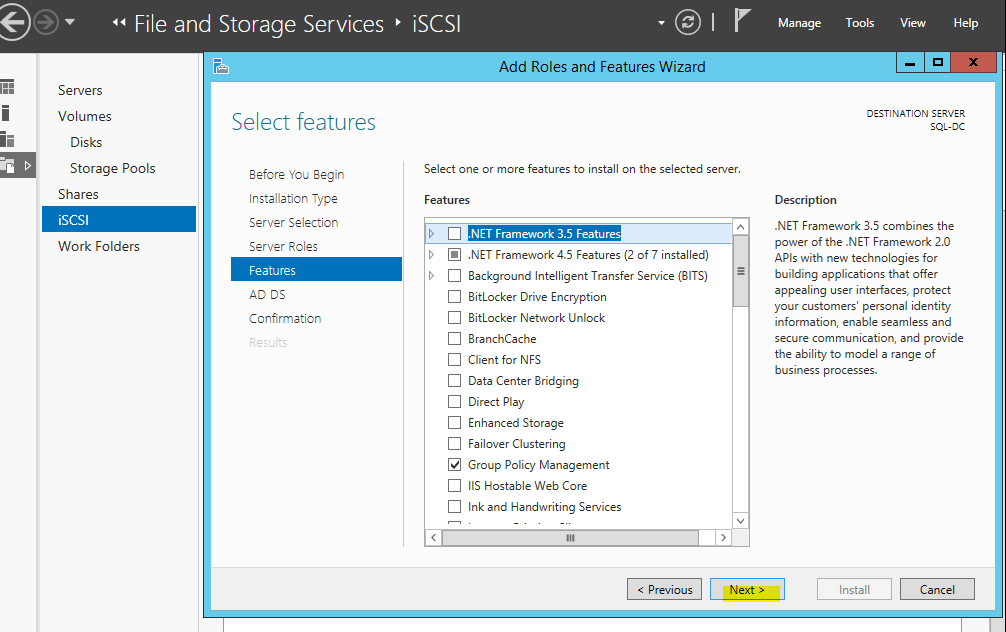 File and Storage Services iSCSI
Manage Tools View Help
Servers
Volumes
Disks
Storage Pools
Shares
iSCSI
Work Folders
Add Roles and Features Wizard
Select features
DESTINATION SERVER
SQL-DC
Before You Begin
Installation Type
Server Selection
Server Roles
Features
AD DS
Confirmation
Results
Select one or more features to install on the selected server.
Features
.NET Framework 3.5 Features
.NET Framework 4.5 Features (2 of 7 installed)
Background Intelligent Transfer Service (BITS)
BitLocker Drive Encryption
BitLocker Network Unlock
BranchCache
Client for NFS
Data Center Bridging
Direct Play
Enhanced Storage
Failover Clustering
Group Policy Management
IIS Hostable Web Core
Ink and Handwriting Services
Description
.NET Framework 3.5 combines the
power of the .NET Framework 2.0
APIs with new technologies for
building applications that offer
appealing user interfaces, protect
your customers' personal identity
information, enable seamless and
secure communication, and provide
the ability to model a range of
business processes.
< Previous
Next >
Install
Cancel